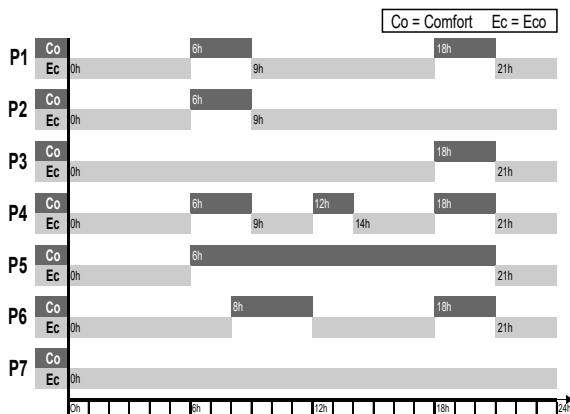 Co = Comfort Ec = Eco
P1 Co 6h 18h
Ec 0h 9h 21h
P2 Co 6h
Ec 0h 9h
P3 Co 18h
Ec 0h 21h
P4 Co 6h 12h 18h
Ec 0h 9h 14h 21h
P5 Co 6h
Ec 0h 21h
P6 Co 8h 18h
Ec 0h 21h
P7 Co
Ec 0h
0h 6h 12h 18h 24h